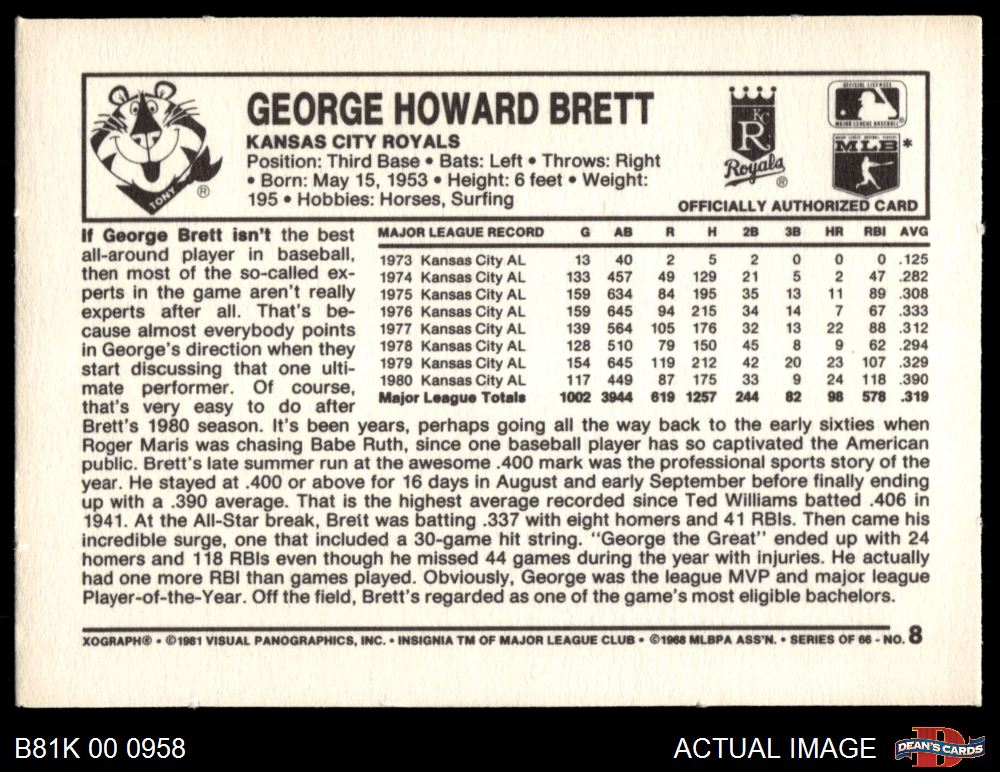 TONY
®
GEORGE HOWARD BRETT
KANSAS CITY ROYALS
Position: Third Base • Bats: Left • Throws: Right
• Born: May 15, 1953 • Height: 6 feet • Weight:
195 • Hobbies: Horses, Surfing
KC
R
Royals
®
OFFICIAL LICENSEE
MAJOR LEAGUE BASEBALL
MAJOR LEAGUE BASEBALL PLAYERS
MLB*
OFFICIALLY AUTHORIZED CARD
MAJOR LEAGUE RECORD G AB R H 2B 3B HR RBI AVG
1973 Kansas City AL 13 40 2 5 2 0 0 0 .125
1974 Kansas City AL 133 457 49 129 21 5 2 47 .282
1975 Kansas City AL 159 634 84 195 35 13 11 89 .308
1976 Kansas City AL 159 645 94 215 34 14 7 67 .333
1977 Kansas City AL 139 564 105 176 32 13 22 88 .312
1978 Kansas City AL 128 510 79 150 45 8 9 62 .294
1979 Kansas City AL 154 645 119 212 42 20 23 107 .329
1980 Kansas City AL 117 449 87 175 33 9 24 118 .390
Major League Totals 1002 3944 619 1257 244 82 98 578 .319
If George Brett isn't the best
all-around player in baseball,
then most of the so-called ex-
perts in the game aren't really
experts after all. That's be-
cause almost everybody points
in George's direction when they
start discussing that one ulti-
mate performer. Of course,
that's very easy to do after
Brett's 1980 season. It's been years, perhaps going all the way back to the early sixties when
Roger Maris was chasing Babe Ruth, since one baseball player has so captivated the American
public. Brett's late summer run at the awesome .400 mark was the professional sports story of the
year. He stayed at .400 or above for 16 days in August and early September before finally ending
up with a .390 average. That is the highest average recorded since Ted Williams batted .406 in
1941. At the All-Star break, Brett was batting .337 with eight homers and 41 RBIs. Then came his
incredible surge, one that included a 30-game hit string. "George the Great" ended up with 24
homers and 118 RBIs even though he missed 44 games during the year with injuries. He actually
had one more RBI than games played. Obviously, George was the league MVP and major league
Player-of-the-Year. Off the field, Brett's regarded as one of the game's most eligible bachelors.
XOGRAPH® • ©1981 VISUAL PANOGRAPHICS, INC. • INSIGNIA TM OF MAJOR LEAGUE CLUB • ©1968 MLBPA ASS'N. • SERIES OF 66 - NO. 8
B81K 00 0958
ACTUAL IMAGE
D
DEAN'S CARDS